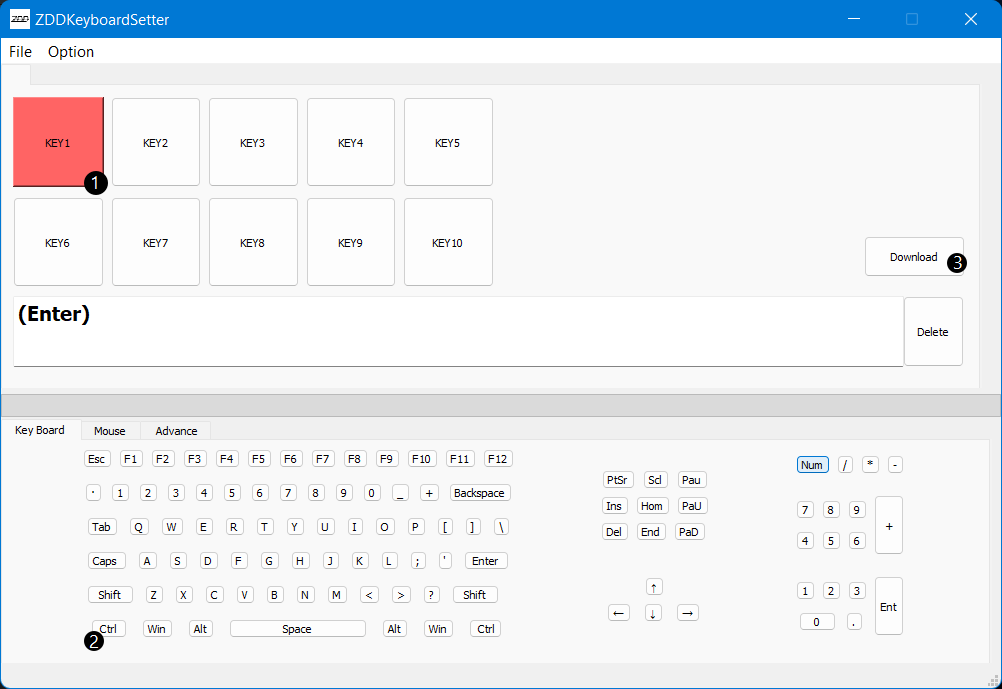 ZDD ZDDKeyboardSetter
File Option
KEY1 KEY2 KEY3 KEY4 KEY5
1
KEY6 KEY7 KEY8 KEY9 KEY10
Download 3
(Enter)
Delete
Key Board Mouse Advance
Esc F1 F2 F3 F4 F5 F6 F7 F8 F9 F10 F11 F12
Num / * -
PtSr Scl Pau
· 1 2 3 4 5 6 7 8 9 0 _ + Backspace
Ins Hom PaU
7 8 9 +
Tab Q W E R T Y U I O P [ ] \
Del End PaD
4 5 6
Caps A S D F G H J K L ; ' Enter
Shift Z X C V B N M < > ? Shift
↑
1 2 3 Ent
← ↓ →
Ctrl Win Alt Space Alt Win Ctrl
0 .
2